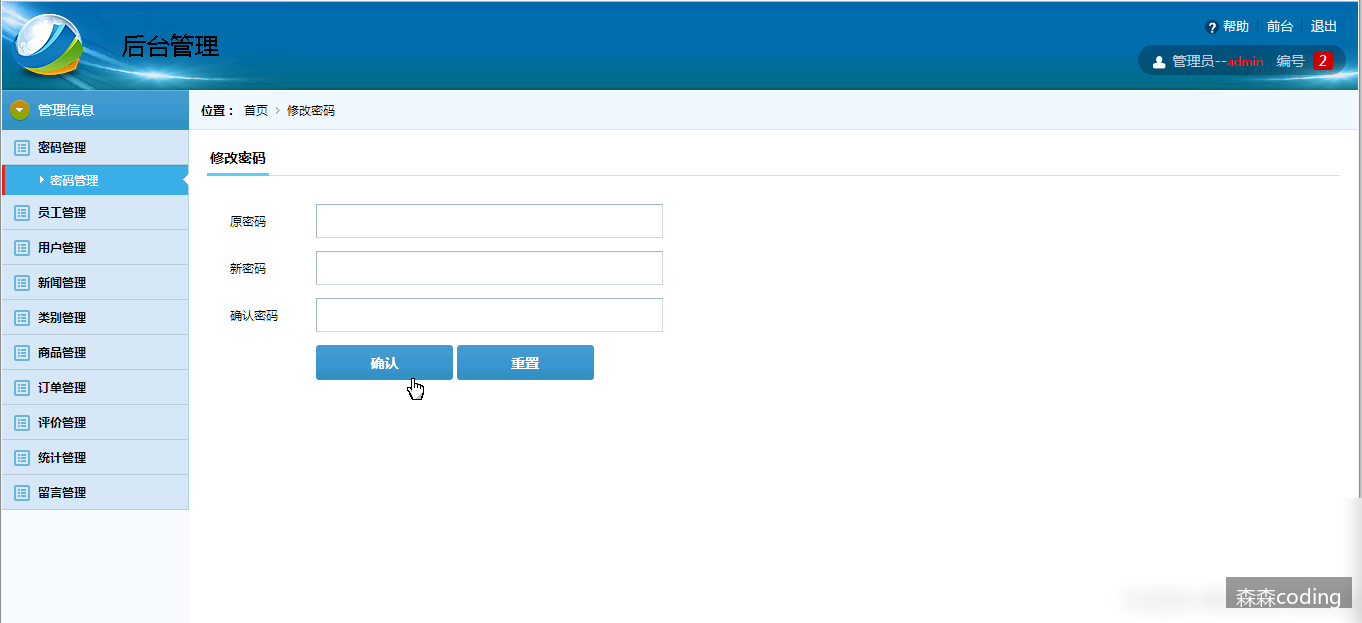 帮助 前台 退出
后台管理
管理员--admin 编号 2
管理信息
位置： 首页 › 修改密码
密码管理
密码管理
员工管理
用户管理
新闻管理
类别管理
商品管理
订单管理
评价管理
统计管理
留言管理
修改密码
原密码
新密码
确认密码
确认 重置
森森coding